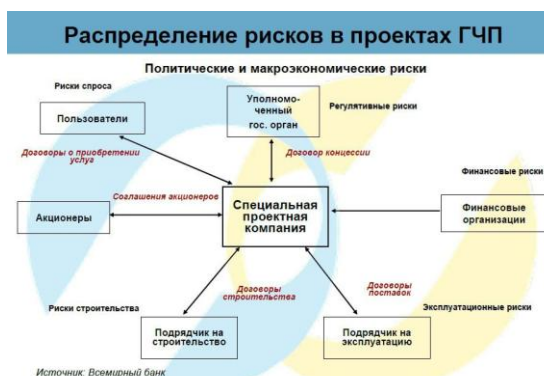 Распределение рисков в проектах ГЧП
Политические и макроэкономические риски
Риски спроса
Пользователи
Уполномо-
ченный
гос. орган
Регулятивные риски
Договоры о приобретении
услуг
Договор концессии
Финансовые риски
Соглашения акционеров
Акционеры
Специальная
проектная
компания
Финансовые
организации
Договоры
строительства
Договоры
поставок
Риски строительства
Эксплуатационные риски
Подрядчик на
строительство
Подрядчик на
эксплуатацию
Источник: Всемирный банк